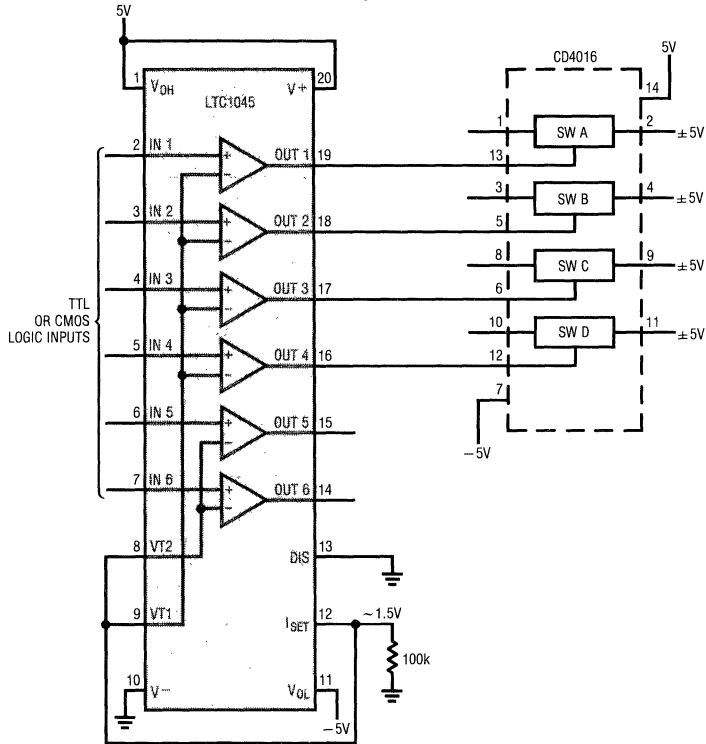 5V
1 VOH
V+ 20
LTC1045
2 IN 1
OUT 1 19
3 IN 2
OUT 2 18
4 IN 3
OUT 3 17
5 IN 4
OUT 4 16
6 IN 5
OUT 5 15
7 IN 6
OUT 6 14
TTL
OR CMOS
LOGIC INPUTS
8 VT2
DIS 13
9 VT1
ISET 12
~1.5V
100k
10 V−
VOL 11
−5V
CD4016
5V
14
1 SW A 2 ±5V
13
3 SW B 4 ±5V
5
8 SW C 9 ±5V
6
10 SW D 11 ±5V
12
7
−5V
+
−
+
−
+
−
+
−
+
−
+
−